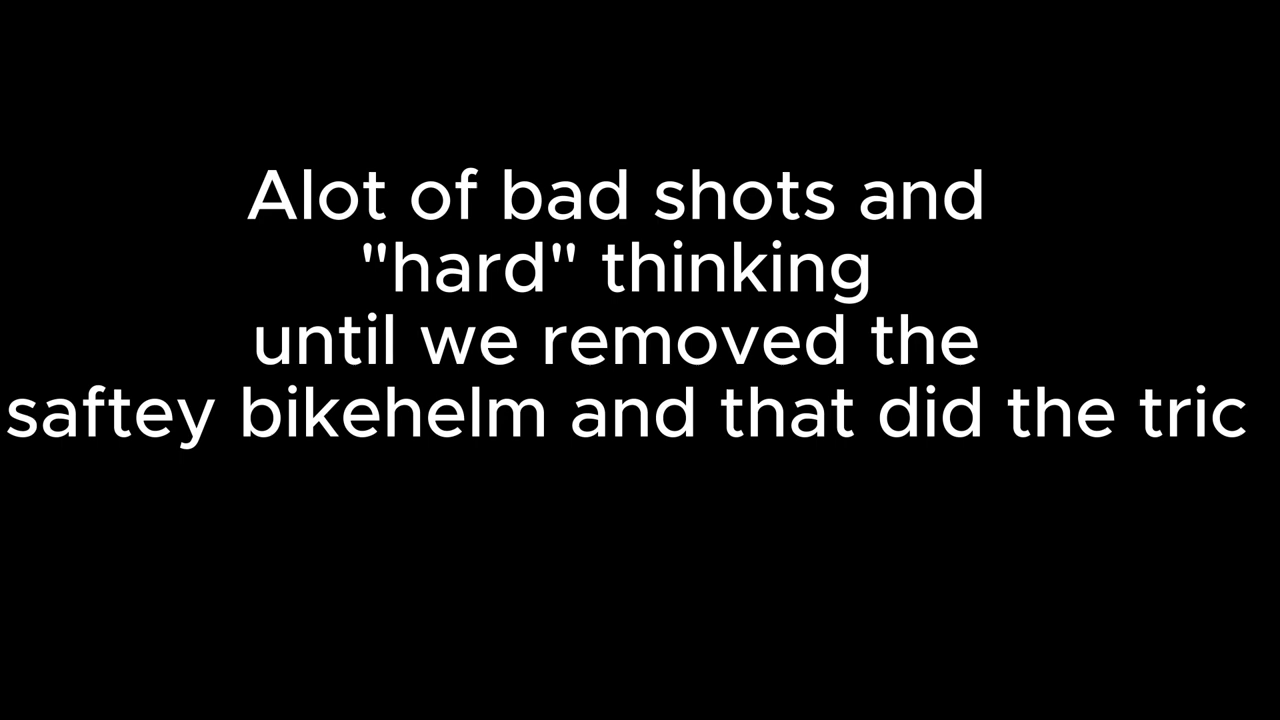 Alot of bad shots and
"hard" thinking
until we removed the
saftey bikehelm and that did the tric